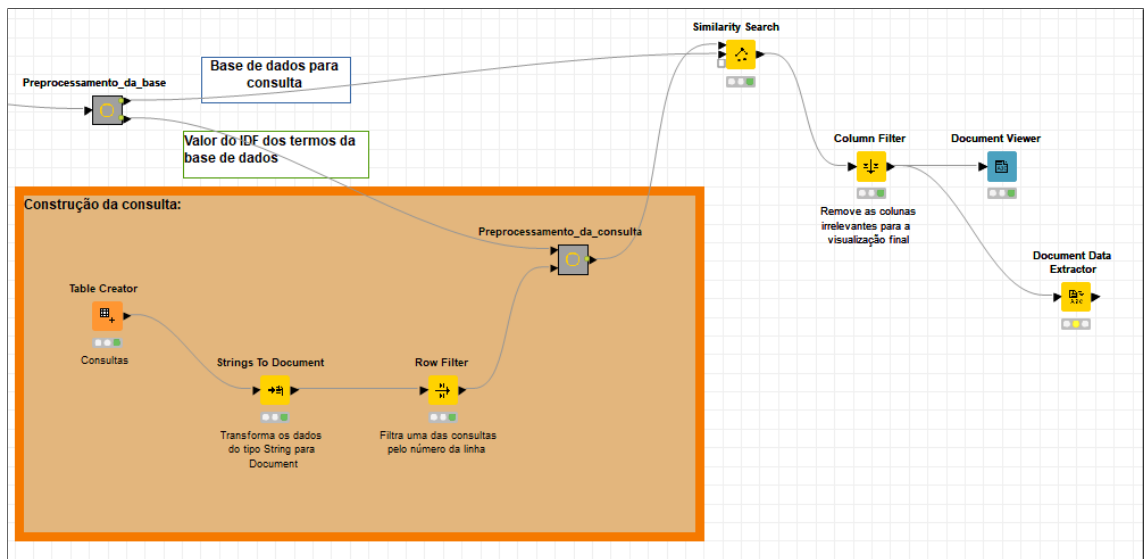 Similarity Search
Preprocessamento_da_base
Base de dados para
consulta
Valor do IDF dos termos da
base de dados
Column Filter
Document Viewer
Remove as colunas
irrelevantes para a
visualização final
Construção da consulta:
Preprocessamento_da_consulta
Document Data
Extractor
Table Creator
Consultas
Strings To Document
Row Filter
Transforma os dados
do tipo String para
Document
Filtra uma das consultas
pelo número da linha